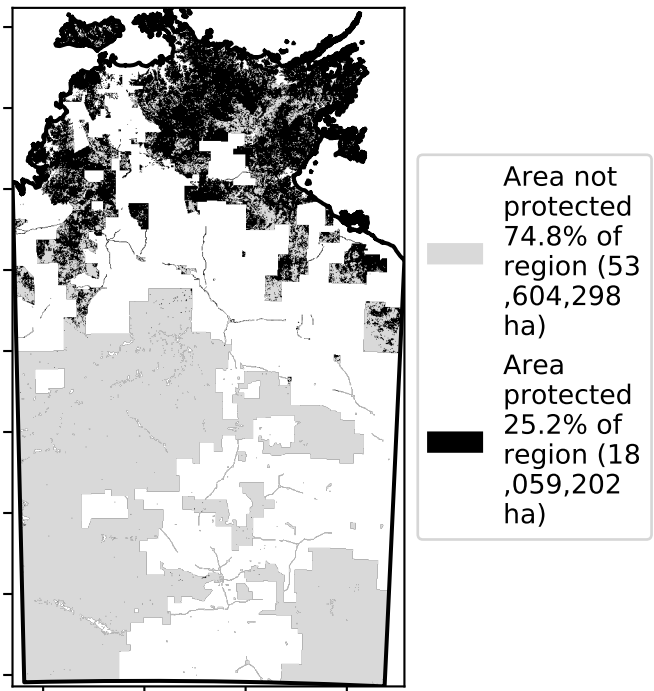 Area not
protected
74.8% of
region (53
,604,298
ha)
Area
protected
25.2% of
region (18
,059,202
ha)